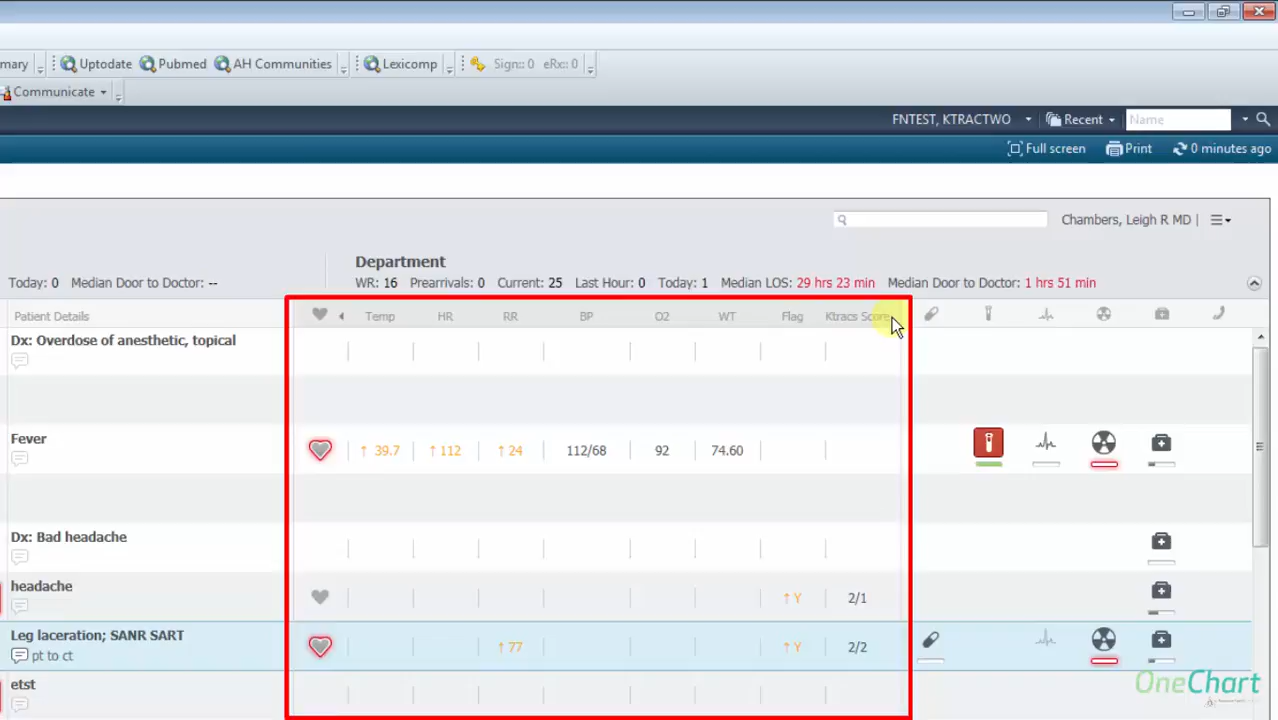 mary Uptodate Pubmed AH Communities Lexicomp Sign:: 0 eRx:: 0
Communicate
FNTEST, KTRACTWO Recent Name
Full screen Print 0 minutes ago
Chambers, Leigh R MD |
Department
Today: 0 Median Door to Doctor: -- WR: 16 Prearrivals: 0 Current: 25 Last Hour: 0 Today: 1 Median LOS: 29 hrs 23 min Median Door to Doctor: 1 hrs 51 min
Patient Details Temp HR RR BP O2 WT Flag Ktracs Score
Dx: Overdose of anesthetic, topical
Fever
↑ 39.7 ↑ 112 ↑ 24 112/68 92 74.60
Dx: Bad headache
headache
↑ Y 2/1
Leg laceration; SANR SART
↑ 77 ↑ Y 2/2
pt to ct
etst
OneChart